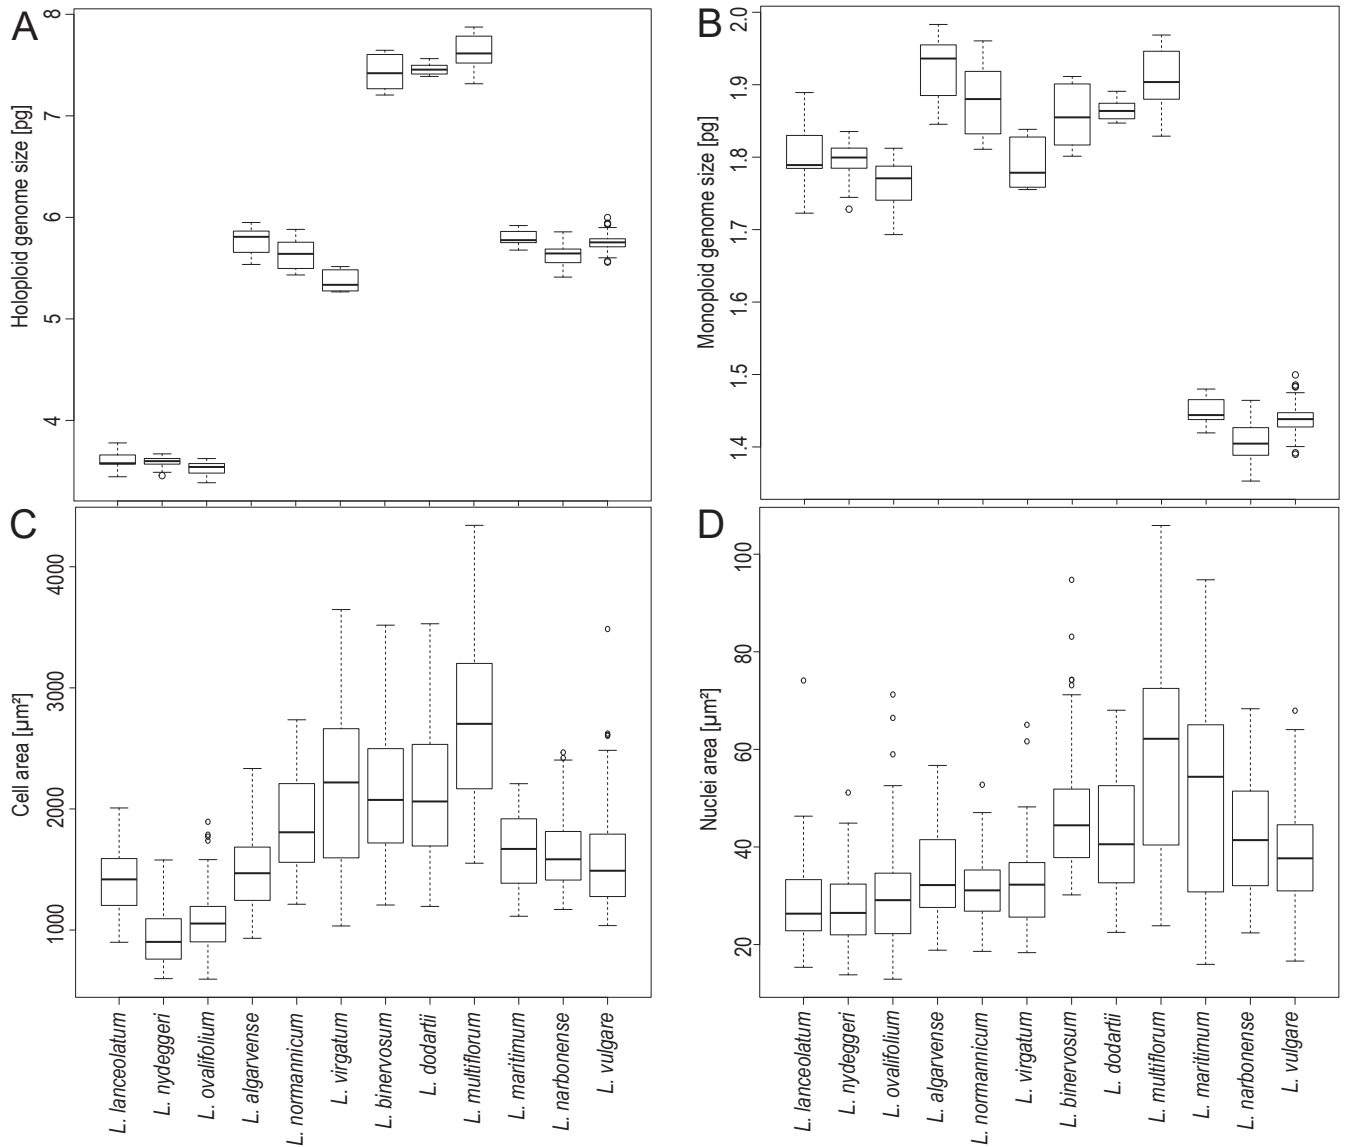 A
Holoploid genome size [pg]
8
7
6
5
4
B
Monoploid genome size [pg]
2.0
1.9
1.8
1.7
1.6
1.5
1.4
C
Cell area [µm²]
4000
3000
2000
1000
D
Nuclei area [µm²]
100
80
60
40
20
L. lanceolatum
L. nydeggeri
L. ovalifolium
L. algarvense
L. normannicum
L. virgatum
L. binervosum
L. dodartii
L. multiflorum
L. maritimum
L. narbonense
L. vulgare
L. lanceolatum
L. nydeggeri
L. ovalifolium
L. algarvense
L. normannicum
L. virgatum
L. binervosum
L. dodartii
L. multiflorum
L. maritimum
L. narbonense
L. vulgare